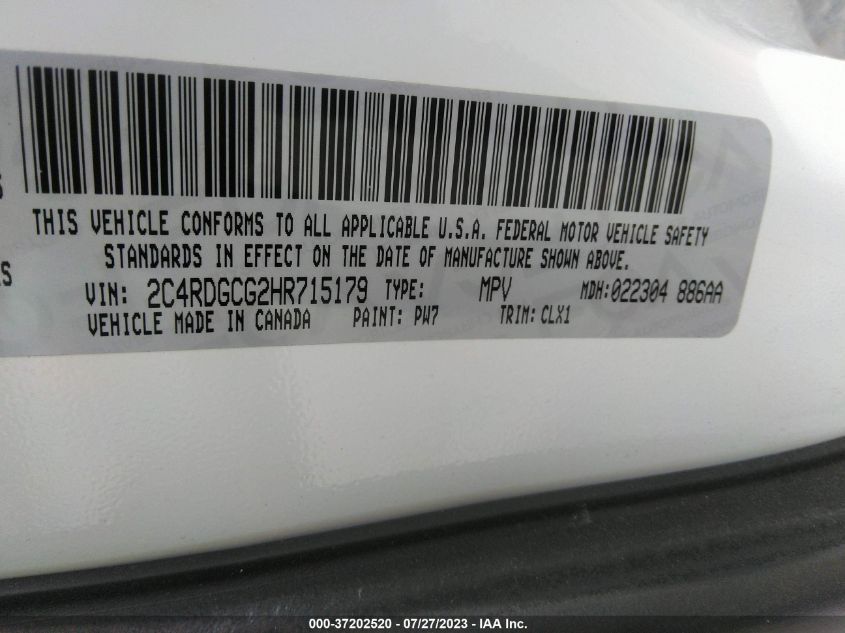 THIS VEHICLE CONFORMS TO ALL APPLICABLE U.S.A. FEDERAL MOTOR VEHICLE SAFETY
STANDARDS IN EFFECT ON THE DATE OF MANUFACTURE SHOWN ABOVE.
VIN: 2C4RDGCG2HR715179 TYPE: MPV MDH:022304 886AA
VEHICLE MADE IN CANADA PAINT: PW7 TRIM: CLX1
000-37202520 - 07/27/2023 - IAA Inc.